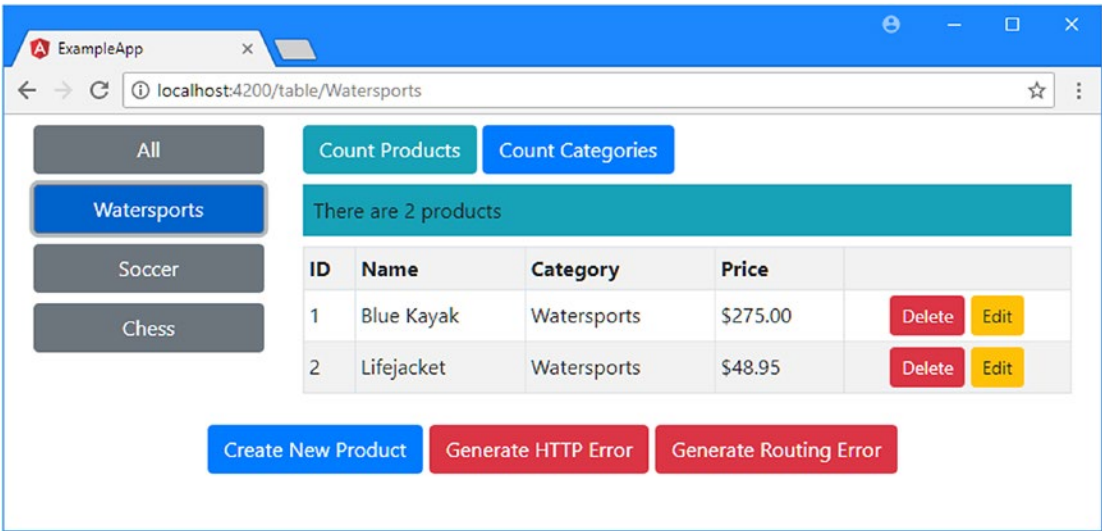 ExampleApp
localhost:4200/table/Watersports
All
Watersports
Soccer
Chess
Count Products Count Categories
There are 2 products
ID Name Category Price
1 Blue Kayak Watersports $275.00 Delete Edit
2 Lifejacket Watersports $48.95 Delete Edit
Create New Product Generate HTTP Error Generate Routing Error